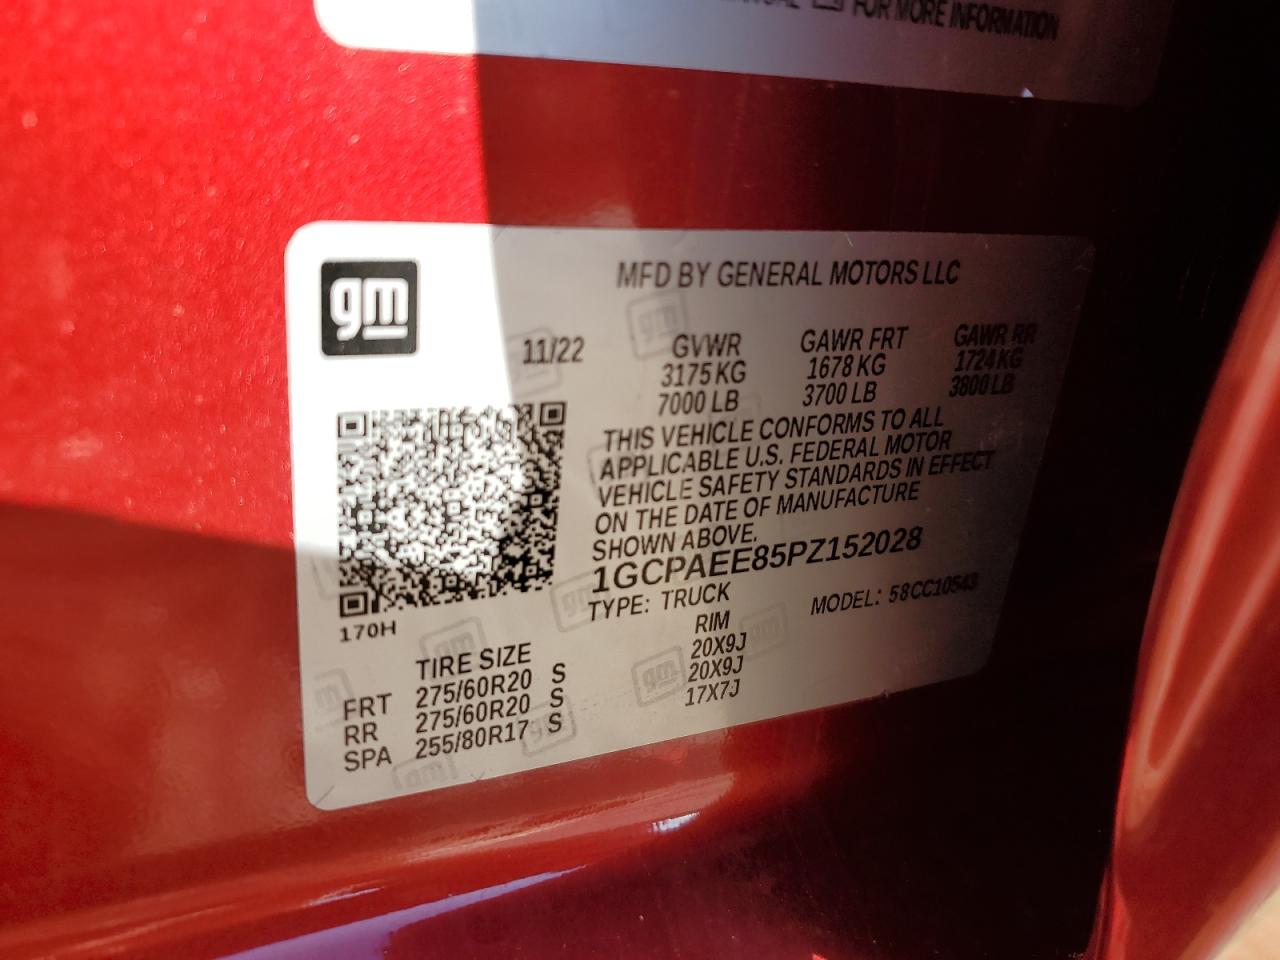 FOR MORE INFORMATION
gm
MFD BY GENERAL MOTORS LLC
11/22
GVWR
3175 KG
7000 LB
GAWR FRT
1678 KG
3700 LB
GAWR RR
1724 KG
3800 LB
THIS VEHICLE CONFORMS TO ALL
APPLICABLE U.S. FEDERAL MOTOR
VEHICLE SAFETY STANDARDS IN EFFECT
ON THE DATE OF MANUFACTURE
SHOWN ABOVE.
1GCPAEE85PZ152028
TYPE: TRUCK
MODEL: 58CC10543
170H
TIRE SIZE RIM
FRT 275/60R20 S 20X9J
RR 275/60R20 S 20X9J
SPA 255/80R17 S 17X7J